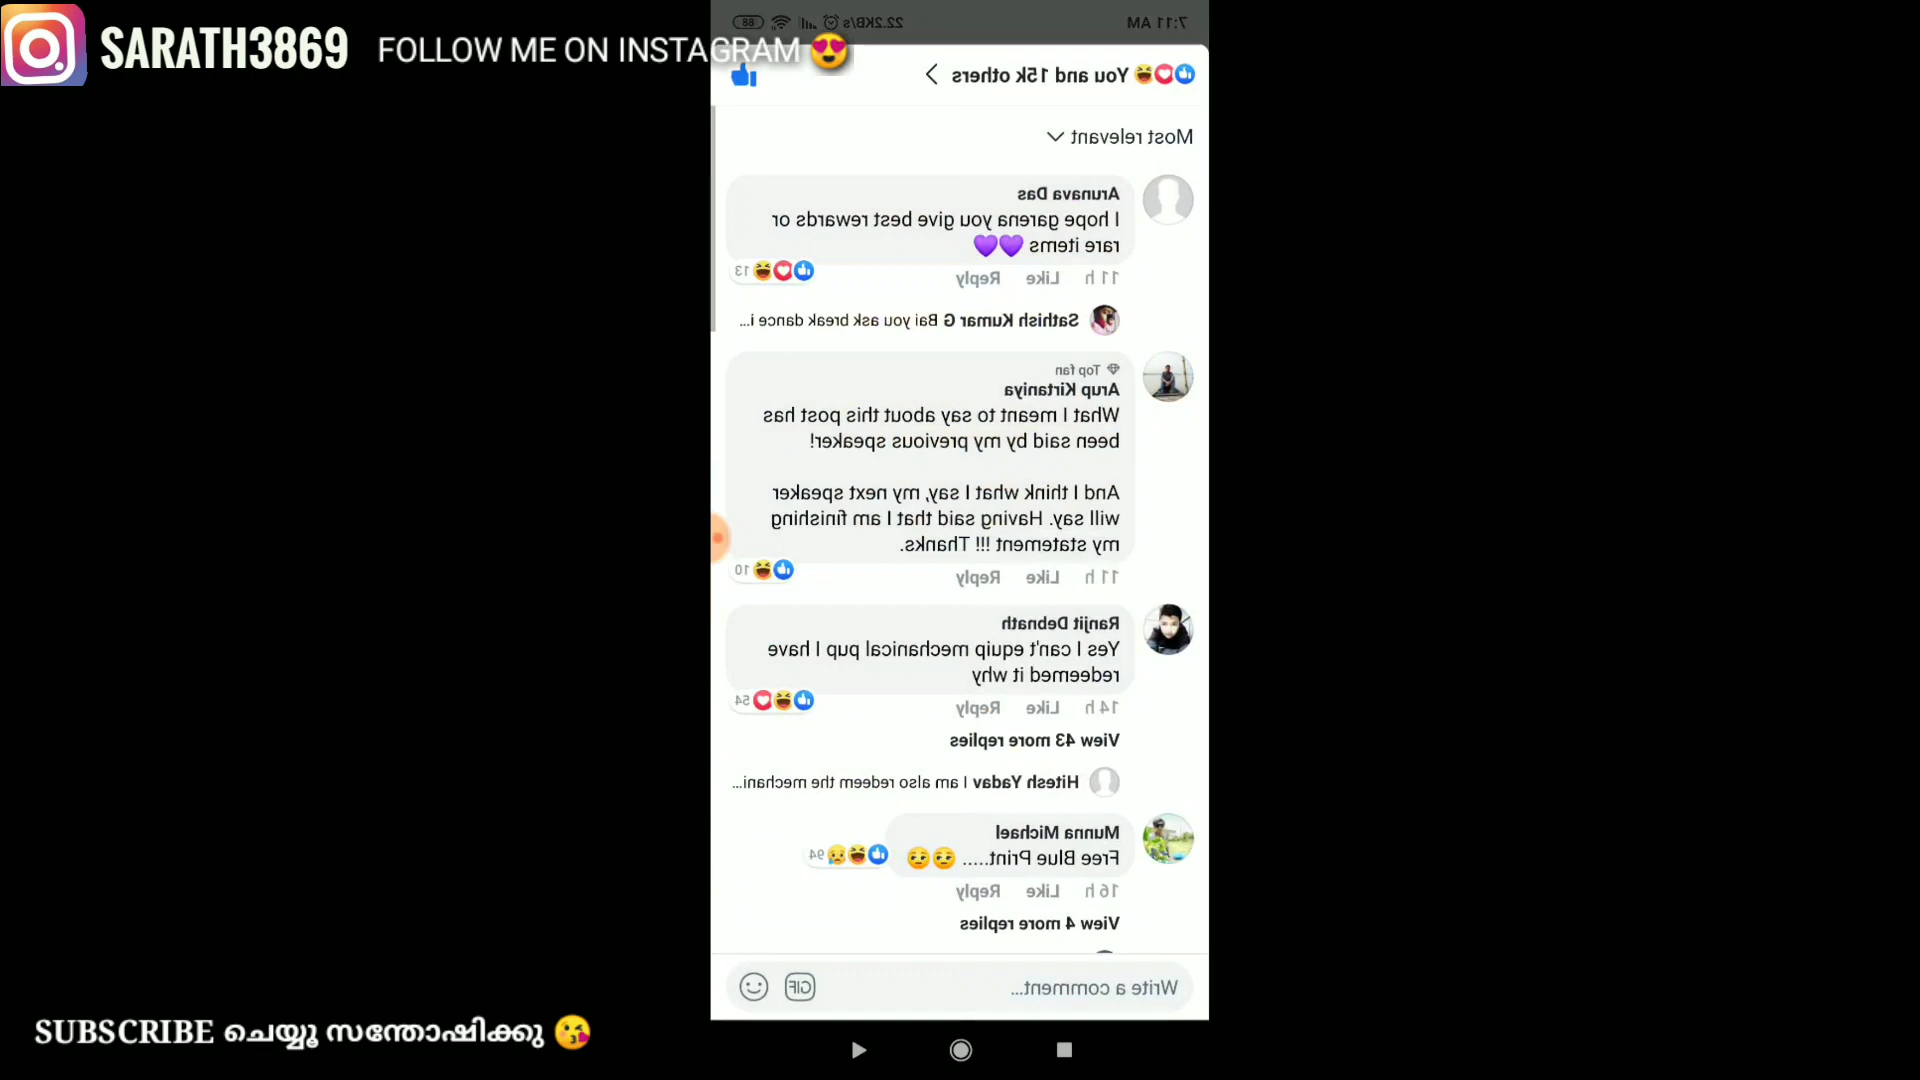 SARATH3869 FOLLOW ME ON INSTAGRAM 😍
7:11 AM 22.2KB/s 88
You and 15k others
Most relevant
Arunava Das
I hope garena you give best rewards or
rare items 💜💜
11 h Like Reply 13
Sathish Kumar G Bai you ask break dance i...
Top fan
Arup Kirtaniya
What I meant to say about this post has
been said by my previous speaker!
And I think what I say, my next speaker
will say. Having said that I am finishing
my statement !!! Thanks.
11 h Like Reply 10
Ranjit Debnath
Yes I can't equip mechanical pup I have
redeemed it why
14 h Like Reply 54
View 43 more replies
Hitesh Yadav I am also redeem the mechani...
Munna Michael
Free Blue Print..... 😒😒 94
16 h Like Reply
View 4 more replies
Write a comment... GIF
SUBSCRIBE ചെയ്യൂ സന്തോഷിക്കു 😘